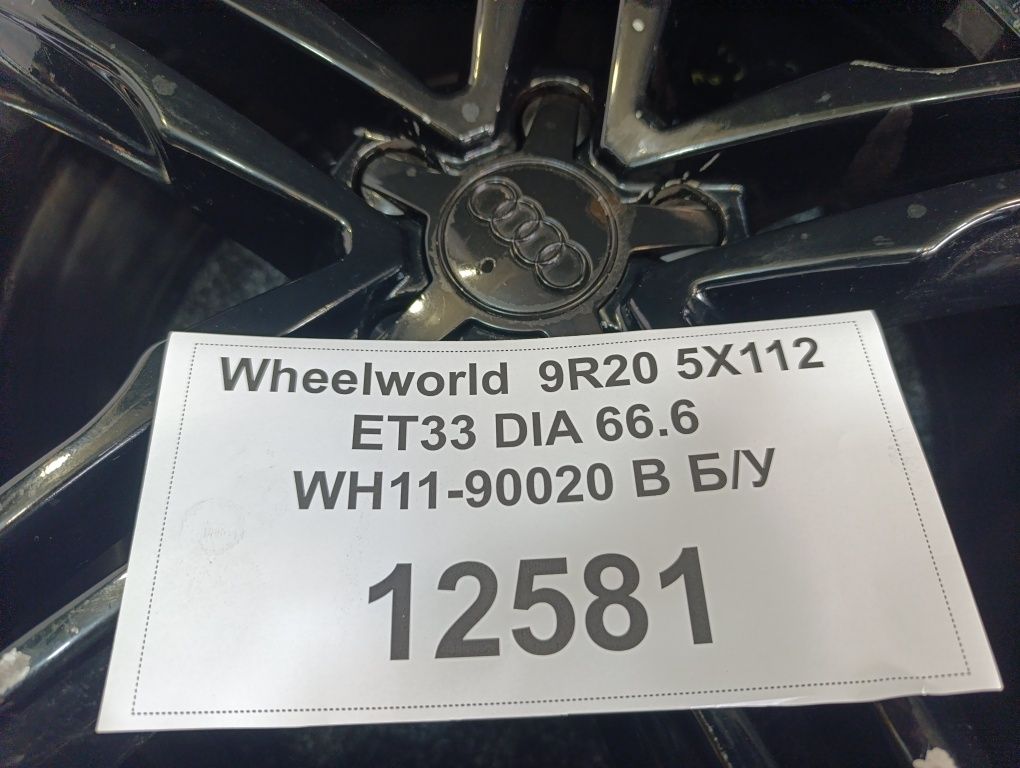 Wheelworld 9R20 5X112
ET33 DIA 66.6
WH11-90020 B Б/У
12581